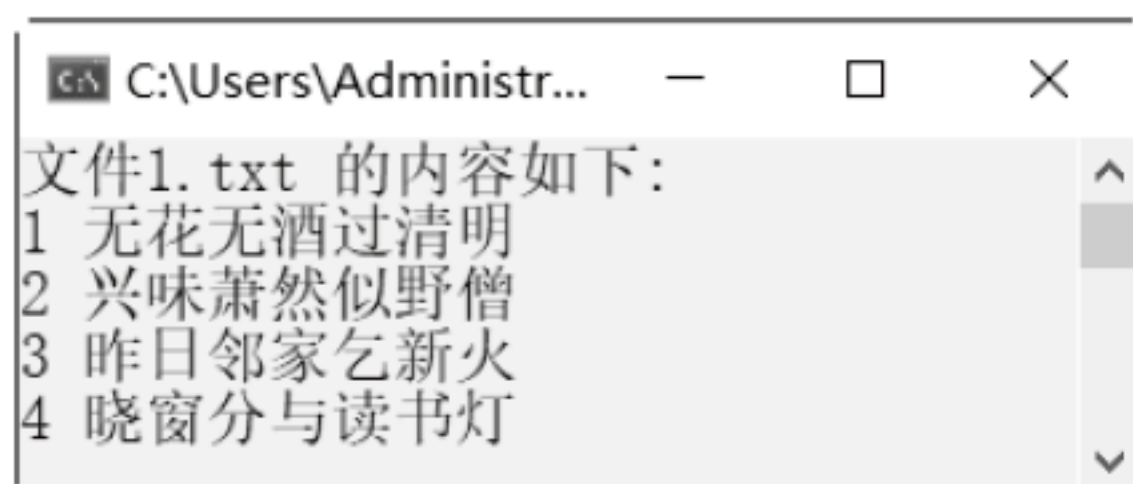 C:\Users\Administr...
文件1.txt 的内容如下:
1 无花无酒过清明
2 兴味萧然似野僧
3 昨日邻家乞新火
4 晓窗分与读书灯